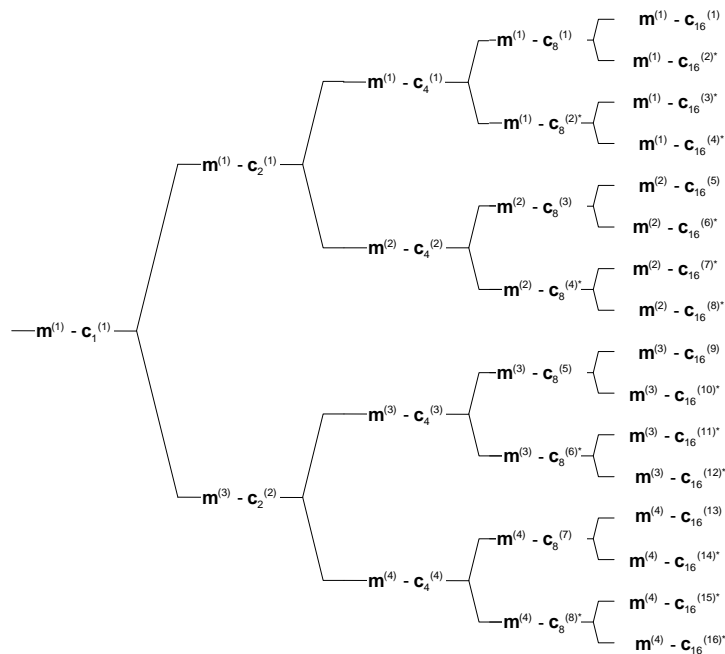 m(1) - c16(1)
m(1) - c8(1)
m(1) - c16(2)*
m(1) - c4(1)
m(1) - c16(3)*
m(1) - c8(2)*
m(1) - c16(4)*
m(1) - c2(1)
m(2) - c16(5)
m(2) - c8(3)
m(2) - c16(6)*
m(2) - c4(2)
m(2) - c16(7)*
m(2) - c8(4)*
m(2) - c16(8)*
m(1) - c1(1)
m(3) - c16(9)
m(3) - c8(5)
m(3) - c16(10)*
m(3) - c4(3)
m(3) - c16(11)*
m(3) - c8(6)*
m(3) - c16(12)*
m(3) - c2(2)
m(4) - c16(13)
m(4) - c8(7)
m(4) - c16(14)*
m(4) - c4(4)
m(4) - c16(15)*
m(4) - c8(8)*
m(4) - c16(16)*